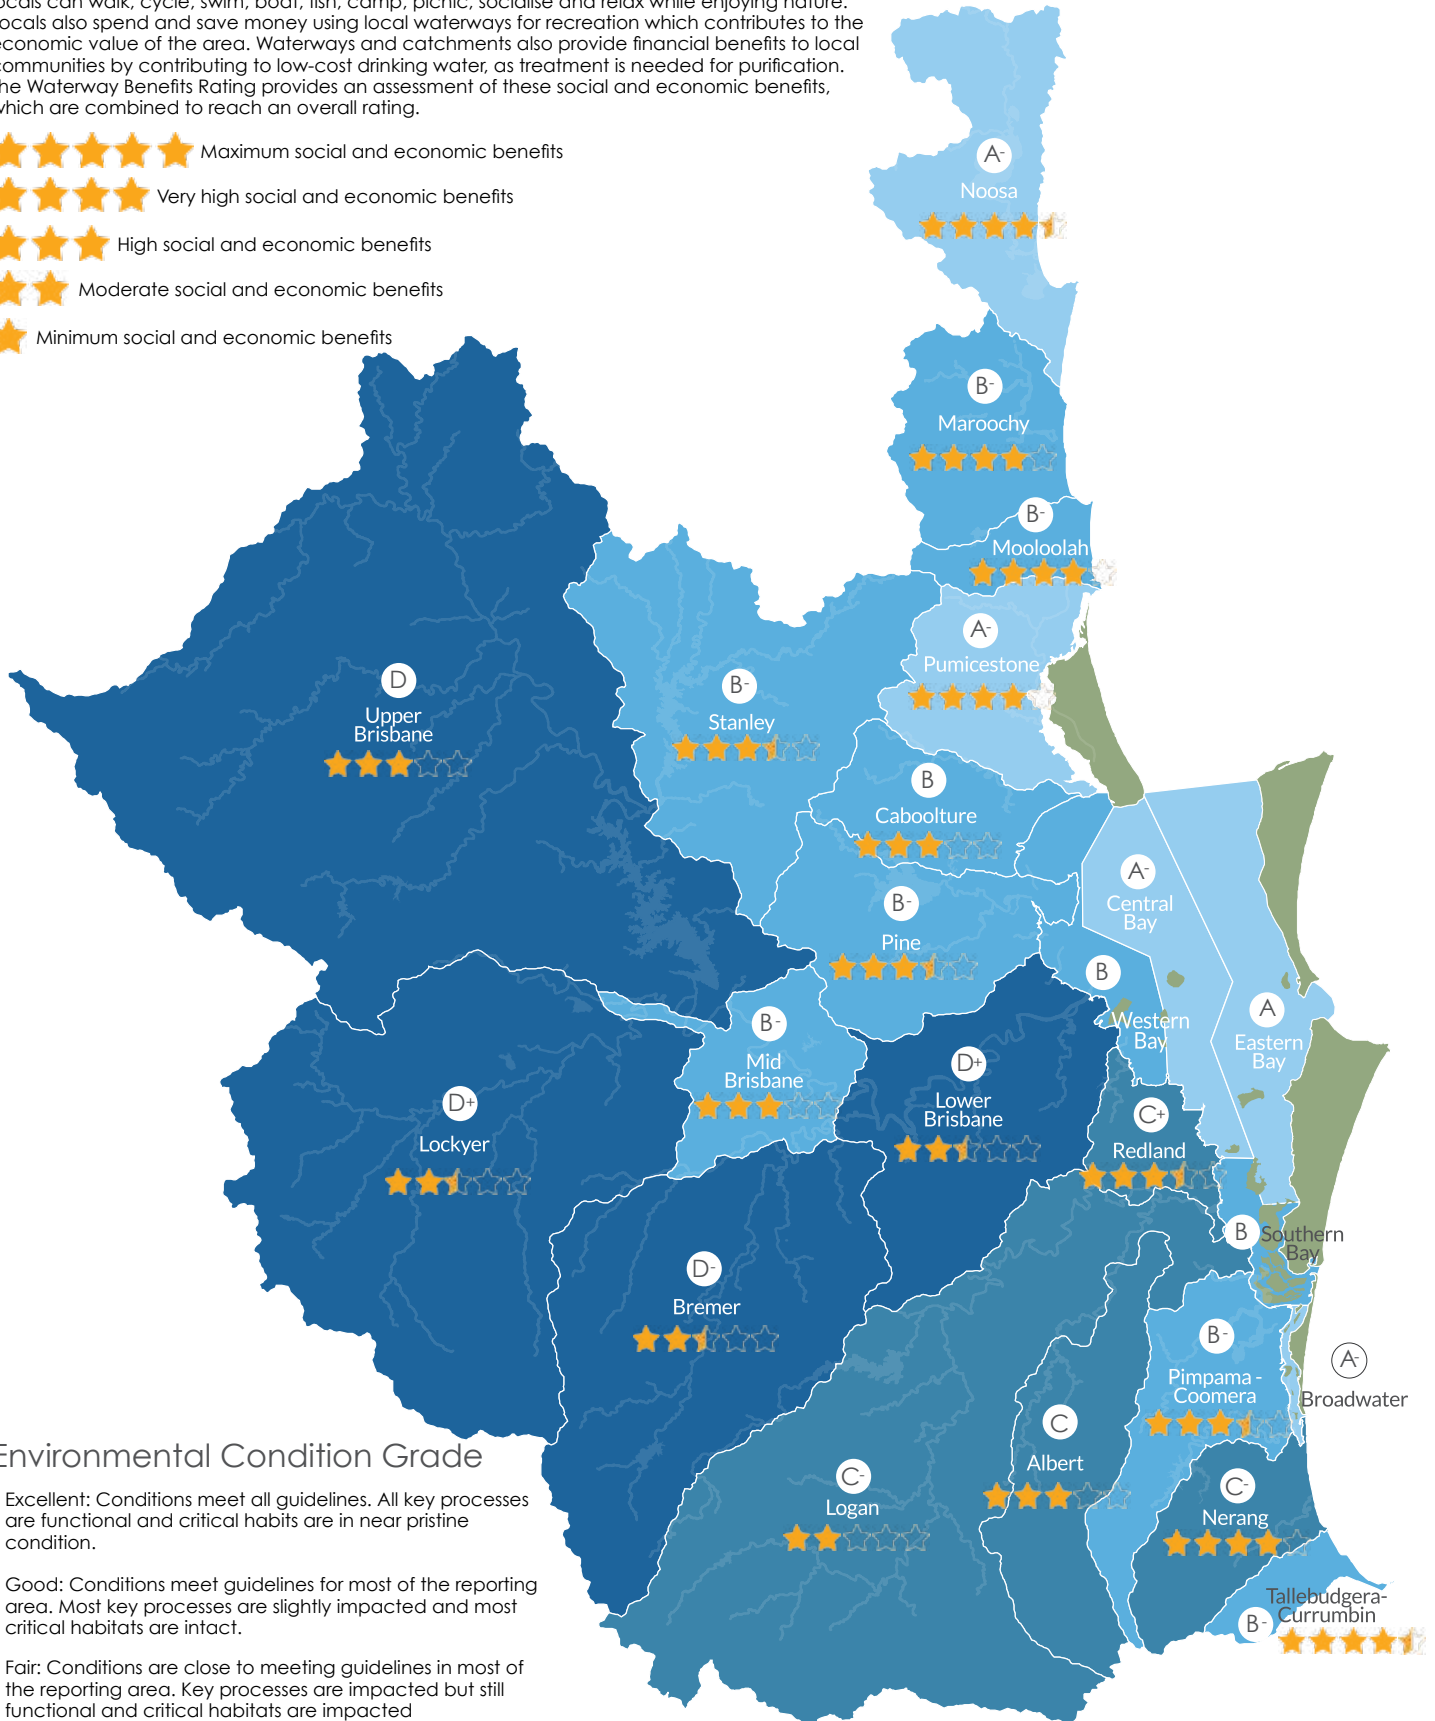 ocals can walk, cycle, swim, boat, fish, camp, picnic, socialise and relax while enjoying nature.
ocals also spend and save money using local waterways for recreation which contributes to the
economic value of the area. Waterways and catchments also provide financial benefits to local
communities by contributing to low-cost drinking water, as treatment is needed for purification.
he Waterway Benefits Rating provides an assessment of these social and economic benefits,
which are combined to reach an overall rating.
Maximum social and economic benefits
Very high social and economic benefits
High social and economic benefits
Moderate social and economic benefits
Minimum social and economic benefits
A-
Noosa
B-
Maroochy
B-
Mooloolah
A-
Pumicestone
D
Upper
Brisbane
B-
Stanley
B
Caboolture
A-
Central
Bay
B-
Pine
B
Western
Bay
A
Eastern
Bay
B-
Mid
Brisbane
D+
Lower
Brisbane
D+
Lockyer
C+
Redland
B
Southern
Bay
D-
Bremer
B-
Pimpama -
Coomera
A-
Broadwater
C
Albert
C-
Logan
C-
Nerang
Tallebudgera-
Currumbin
B-
Environmental Condition Grade
Excellent: Conditions meet all guidelines. All key processes
are functional and critical habits are in near pristine
condition.
Good: Conditions meet guidelines for most of the reporting
area. Most key processes are slightly impacted and most
critical habitats are intact.
Fair: Conditions are close to meeting guidelines in most of
the reporting area. Key processes are impacted but still
functional and critical habitats are impacted